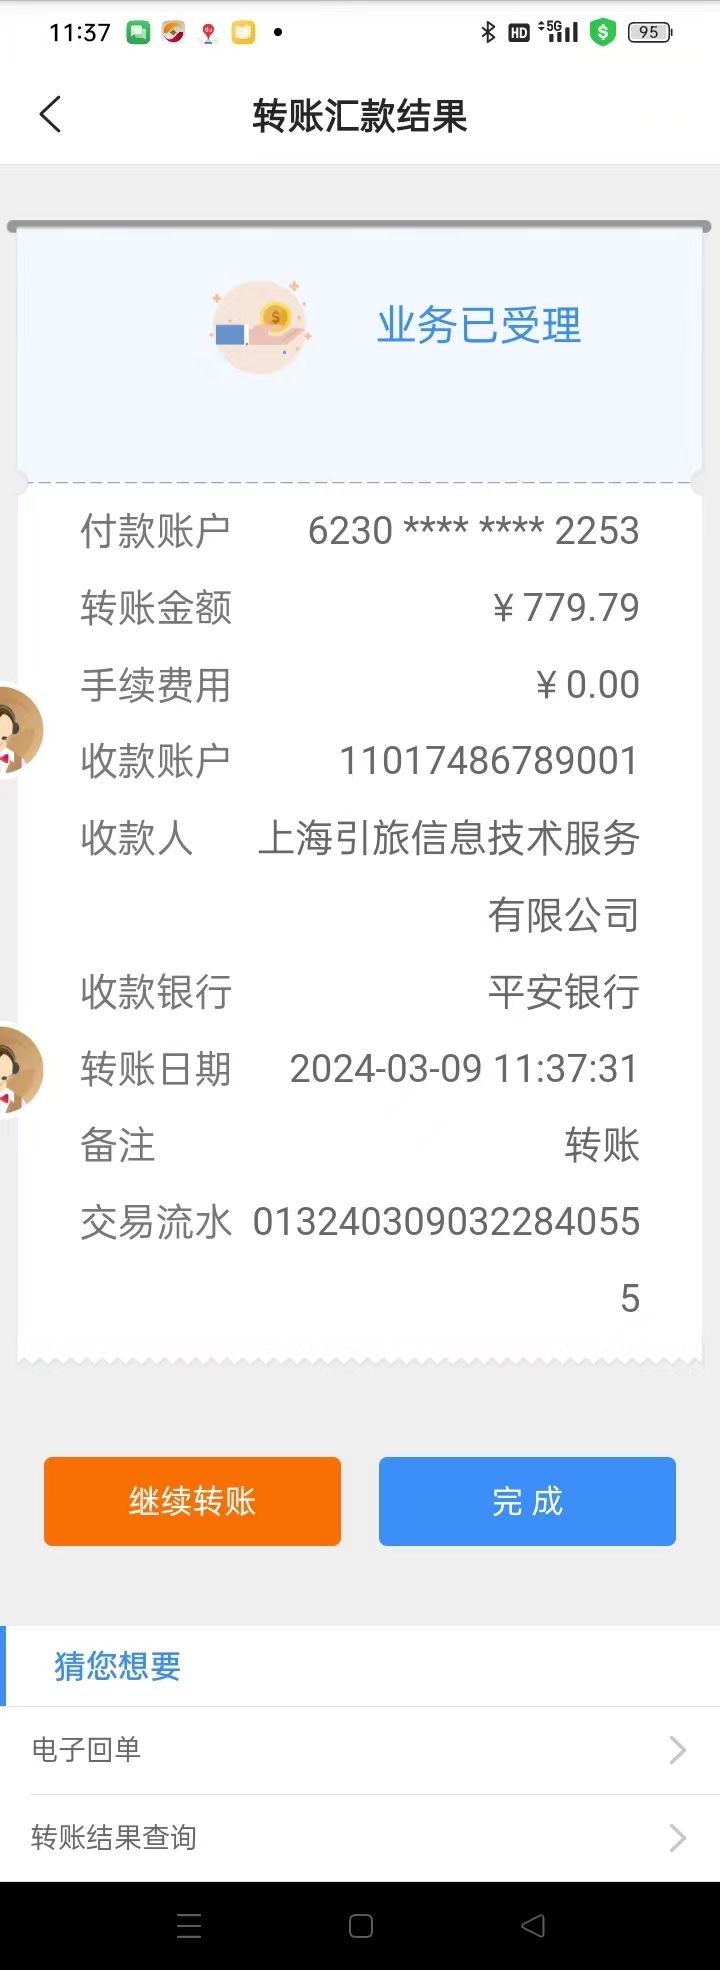 11:37
HD 5G 95
转账汇款结果
业务已受理
付款账户 6230 **** **** 2253
转账金额 ¥ 779.79
手续费用 ¥ 0.00
收款账户 11017486789001
收款人 上海引旅信息技术服务
有限公司
收款银行 平安银行
转账日期 2024-03-09 11:37:31
备注 转账
交易流水 013240309032284055
5
继续转账 完 成
猜您想要
电子回单
转账结果查询